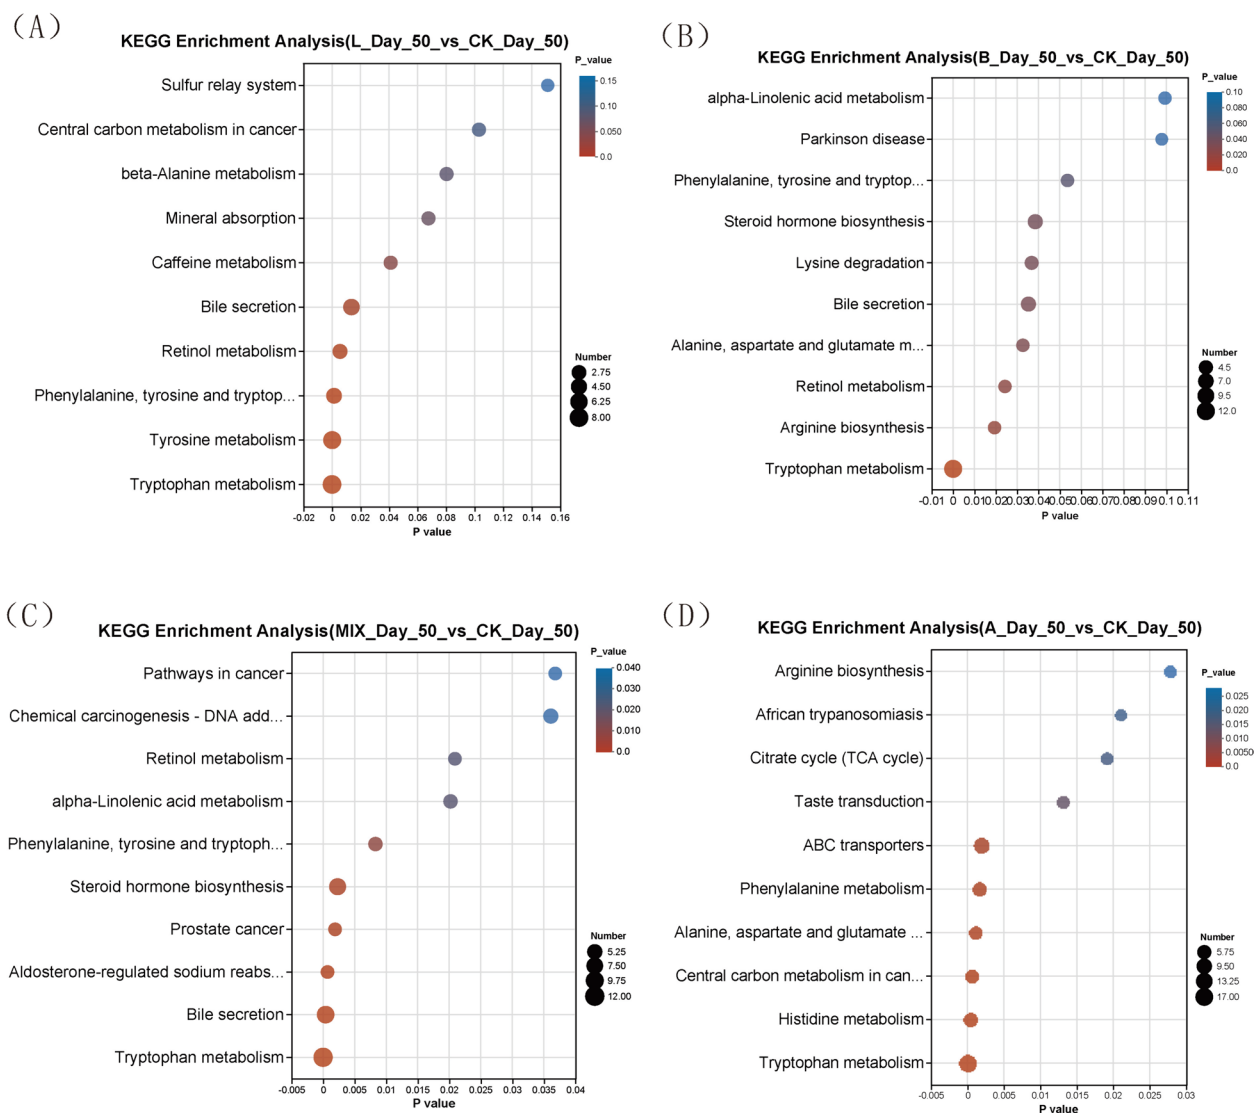 (A)
KEGG Enrichment Analysis(L_Day_50_vs_CK_Day_50)
Sulfur relay system
Central carbon metabolism in cancer
beta-Alanine metabolism
Mineral absorption
Caffeine metabolism
Bile secretion
Retinol metabolism
Phenylalanine, tyrosine and tryptop...
Tyrosine metabolism
Tryptophan metabolism
-0.02 0 0.02 0.04 0.06 0.08 0.1 0.12 0.14 0.16
P value
P_value
0.15
0.10
0.050
0.0
Number
2.75
4.50
6.25
8.00
(B)
KEGG Enrichment Analysis(B_Day_50_vs_CK_Day_50)
alpha-Linolenic acid metabolism
Parkinson disease
Phenylalanine, tyrosine and tryptop...
Steroid hormone biosynthesis
Lysine degradation
Bile secretion
Alanine, aspartate and glutamate m...
Retinol metabolism
Arginine biosynthesis
Tryptophan metabolism
-0.01 0 0.01 0.02 0.03 0.04 0.05 0.06 0.07 0.08 0.09 0.1 0.11
P value
P_value
0.10
0.080
0.060
0.040
0.020
0.0
Number
4.5
7.0
9.5
12.0
(C)
KEGG Enrichment Analysis(MIX_Day_50_vs_CK_Day_50)
Pathways in cancer
Chemical carcinogenesis - DNA add...
Retinol metabolism
alpha-Linolenic acid metabolism
Phenylalanine, tyrosine and tryptoph...
Steroid hormone biosynthesis
Prostate cancer
Aldosterone-regulated sodium reabs...
Bile secretion
Tryptophan metabolism
-0.005 0 0.005 0.01 0.015 0.02 0.025 0.03 0.035 0.04
P value
P_value
0.040
0.030
0.020
0.010
0.0
Number
5.25
7.50
9.75
12.00
(D)
KEGG Enrichment Analysis(A_Day_50_vs_CK_Day_50)
Arginine biosynthesis
African trypanosomiasis
Citrate cycle (TCA cycle)
Taste transduction
ABC transporters
Phenylalanine metabolism
Alanine, aspartate and glutamate ...
Central carbon metabolism in can...
Histidine metabolism
Tryptophan metabolism
-0.005 0 0.005 0.01 0.015 0.02 0.025 0.03
P value
P_value
0.025
0.020
0.015
0.010
0.0050
0.0
Number
5.75
9.50
13.25
17.00